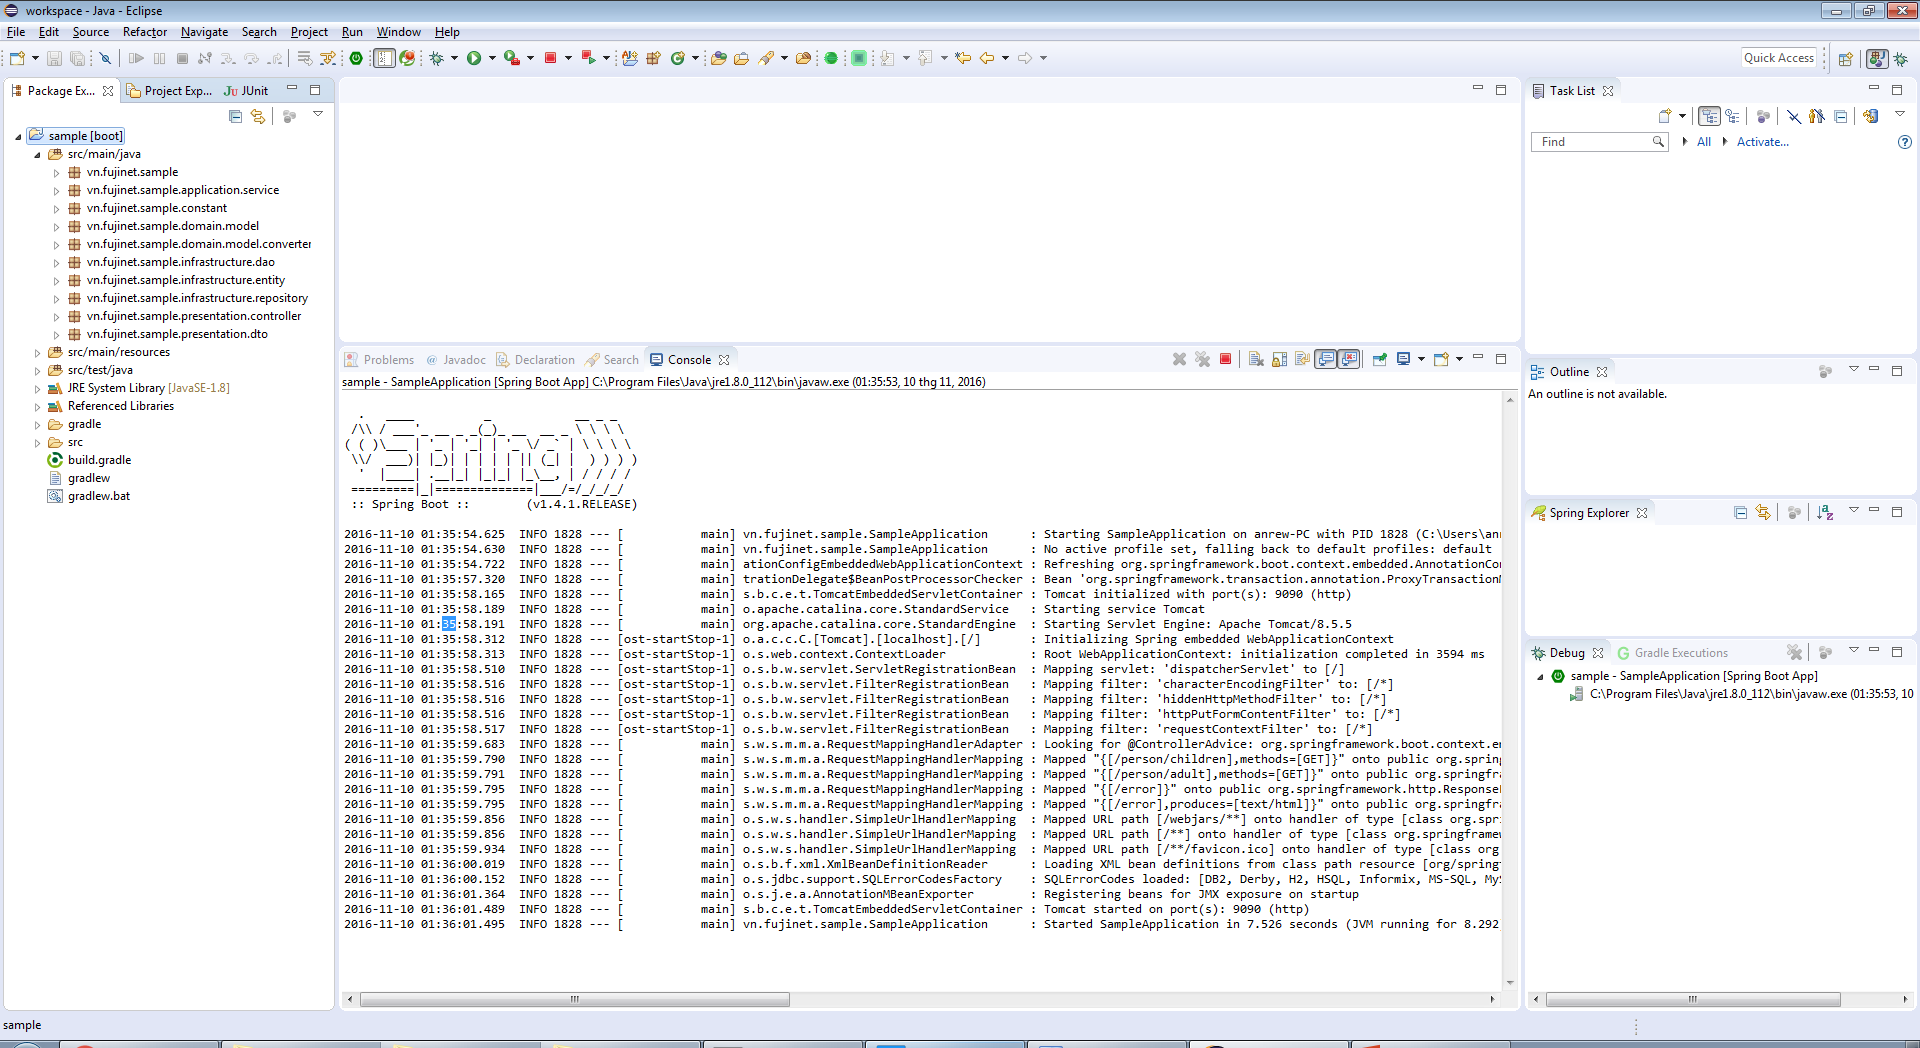 workspace - Java - Eclipse
File Edit Source Refactor Navigate Search Project Run Window Help
Quick Access
Package Ex...
Project Exp...
JUnit
sample [boot]
src/main/java
vn.fujinet.sample
vn.fujinet.sample.application.service
vn.fujinet.sample.constant
vn.fujinet.sample.domain.model
vn.fujinet.sample.domain.model.converter
vn.fujinet.sample.infrastructure.dao
vn.fujinet.sample.infrastructure.entity
vn.fujinet.sample.infrastructure.repository
vn.fujinet.sample.presentation.controller
vn.fujinet.sample.presentation.dto
src/main/resources
src/test/java
JRE System Library [JavaSE-1.8]
Referenced Libraries
gradle
src
build.gradle
gradlew
gradlew.bat
Problems @ Javadoc Declaration Search Console
sample - SampleApplication [Spring Boot App] C:\Program Files\Java\jre1.8.0_112\bin\javaw.exe (01:35:53, 10 thg 11, 2016)
Spring
:: Spring Boot :: (v1.4.1.RELEASE)
2016-11-10 01:35:54.625 INFO 1828 --- [ main] vn.fujinet.sample.SampleApplication : Starting SampleApplication on anrew-PC with PID 1828 (C:\Users\anr
2016-11-10 01:35:54.630 INFO 1828 --- [ main] vn.fujinet.sample.SampleApplication : No active profile set, falling back to default profiles: default
2016-11-10 01:35:54.722 INFO 1828 --- [ main] ationConfigEmbeddedWebApplicationContext : Refreshing org.springframework.boot.context.embedded.AnnotationCon
2016-11-10 01:35:57.320 INFO 1828 --- [ main] trationDelegate$BeanPostProcessorChecker : Bean 'org.springframework.transaction.annotation.ProxyTransactionM
2016-11-10 01:35:58.165 INFO 1828 --- [ main] s.b.c.e.t.TomcatEmbeddedServletContainer : Tomcat initialized with port(s): 9090 (http)
2016-11-10 01:35:58.189 INFO 1828 --- [ main] o.apache.catalina.core.StandardService : Starting service Tomcat
2016-11-10 01:35:58.191 INFO 1828 --- [ main] org.apache.catalina.core.StandardEngine : Starting Servlet Engine: Apache Tomcat/8.5.5
2016-11-10 01:35:58.312 INFO 1828 --- [ost-startStop-1] o.a.c.c.C.[Tomcat].[localhost].[/] : Initializing Spring embedded WebApplicationContext
2016-11-10 01:35:58.313 INFO 1828 --- [ost-startStop-1] o.s.web.context.ContextLoader : Root WebApplicationContext: initialization completed in 3594 ms
2016-11-10 01:35:58.510 INFO 1828 --- [ost-startStop-1] o.s.b.w.servlet.ServletRegistrationBean : Mapping servlet: 'dispatcherServlet' to [/]
2016-11-10 01:35:58.516 INFO 1828 --- [ost-startStop-1] o.s.b.w.servlet.FilterRegistrationBean : Mapping filter: 'characterEncodingFilter' to: [/*]
2016-11-10 01:35:58.516 INFO 1828 --- [ost-startStop-1] o.s.b.w.servlet.FilterRegistrationBean : Mapping filter: 'hiddenHttpMethodFilter' to: [/*]
2016-11-10 01:35:58.516 INFO 1828 --- [ost-startStop-1] o.s.b.w.servlet.FilterRegistrationBean : Mapping filter: 'httpPutFormContentFilter' to: [/*]
2016-11-10 01:35:58.517 INFO 1828 --- [ost-startStop-1] o.s.b.w.servlet.FilterRegistrationBean : Mapping filter: 'requestContextFilter' to: [/*]
2016-11-10 01:35:59.683 INFO 1828 --- [ main] s.w.s.m.m.a.RequestMappingHandlerAdapter : Looking for @ControllerAdvice: org.springframework.boot.context.em
2016-11-10 01:35:59.790 INFO 1828 --- [ main] s.w.s.m.m.a.RequestMappingHandlerMapping : Mapped "{[/person/children],methods=[GET]}" onto public org.spring
2016-11-10 01:35:59.791 INFO 1828 --- [ main] s.w.s.m.m.a.RequestMappingHandlerMapping : Mapped "{[/person/adult],methods=[GET]}" onto public org.springfra
2016-11-10 01:35:59.795 INFO 1828 --- [ main] s.w.s.m.m.a.RequestMappingHandlerMapping : Mapped "{[/error]}" onto public org.springframework.http.ResponseE
2016-11-10 01:35:59.795 INFO 1828 --- [ main] s.w.s.m.m.a.RequestMappingHandlerMapping : Mapped "{[/error],produces=[text/html]}" onto public org.springfra
2016-11-10 01:35:59.856 INFO 1828 --- [ main] o.s.w.s.handler.SimpleUrlHandlerMapping : Mapped URL path [/webjars/**] onto handler of type [class org.spri
2016-11-10 01:35:59.856 INFO 1828 --- [ main] o.s.w.s.handler.SimpleUrlHandlerMapping : Mapped URL path [/**] onto handler of type [class org.springframew
2016-11-10 01:35:59.934 INFO 1828 --- [ main] o.s.w.s.handler.SimpleUrlHandlerMapping : Mapped URL path [/**/favicon.ico] onto handler of type [class org
2016-11-10 01:36:00.019 INFO 1828 --- [ main] o.s.b.f.xml.XmlBeanDefinitionReader : Loading XML bean definitions from class path resource [org/spring
2016-11-10 01:36:00.152 INFO 1828 --- [ main] o.s.jdbc.support.SQLErrorCodesFactory : SQLErrorCodes loaded: [DB2, Derby, H2, HSQL, Informix, MS-SQL, MyS
2016-11-10 01:36:01.364 INFO 1828 --- [ main] o.s.j.e.a.AnnotationMBeanExporter : Registering beans for JMX exposure on startup
2016-11-10 01:36:01.489 INFO 1828 --- [ main] s.b.c.e.t.TomcatEmbeddedServletContainer : Tomcat started on port(s): 9090 (http)
2016-11-10 01:36:01.495 INFO 1828 --- [ main] vn.fujinet.sample.SampleApplication : Started SampleApplication in 7.526 seconds (JVM running for 8.292
Task List
Find
All
Activate...
Outline
An outline is not available.
Spring Explorer
Debug
Gradle Executions
sample - SampleApplication [Spring Boot App]
C:\Program Files\Java\jre1.8.0_112\bin\javaw.exe (01:35:53, 10
sample